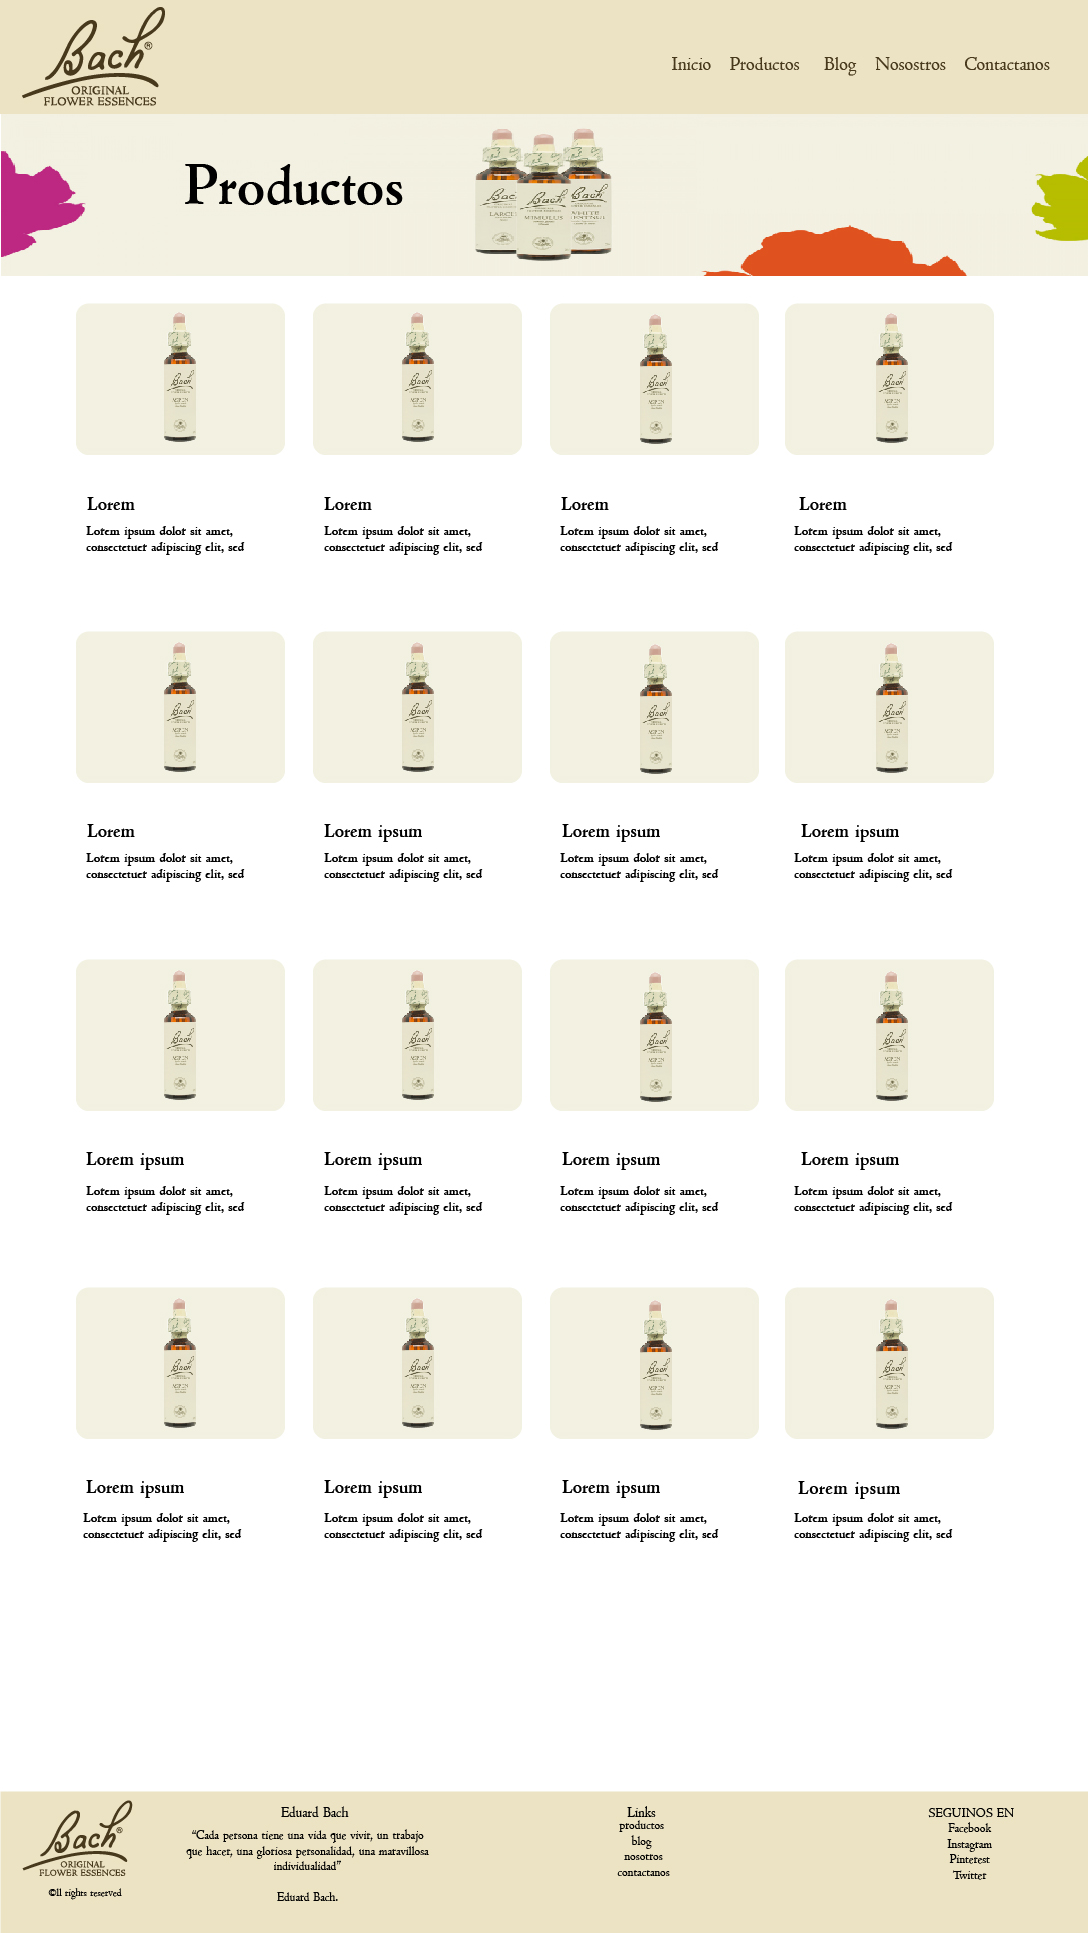 Bach®
ORIGINAL
FLOWER ESSENCES
Inicio Productos Blog Nosostros Contactanos
Productos
Bach
Bach
Bach
MIMULUS
WHITE
Lorem Lorem Lorem Lorem
Lorem ipsum dolor sit amet, Lorem ipsum dolor sit amet, Lorem ipsum dolor sit amet, Lorem ipsum dolor sit amet,
consectetuer adipiscing elit, sed consectetuer adipiscing elit, sed consectetuer adipiscing elit, sed consectetuer adipiscing elit, sed
Lorem Lorem ipsum Lorem ipsum Lorem ipsum
Lorem ipsum dolor sit amet, Lorem ipsum dolor sit amet, Lorem ipsum dolor sit amet, Lorem ipsum dolor sit amet,
consectetuer adipiscing elit, sed consectetuer adipiscing elit, sed consectetuer adipiscing elit, sed consectetuer adipiscing elit, sed
Lorem ipsum Lorem ipsum Lorem ipsum Lorem ipsum
Lorem ipsum dolor sit amet, Lorem ipsum dolor sit amet, Lorem ipsum dolor sit amet, Lorem ipsum dolor sit amet,
consectetuer adipiscing elit, sed consectetuer adipiscing elit, sed consectetuer adipiscing elit, sed consectetuer adipiscing elit, sed
Lorem ipsum Lorem ipsum Lorem ipsum Lorem ipsum
Lorem ipsum dolor sit amet, Lorem ipsum dolor sit amet, Lorem ipsum dolor sit amet, Lorem ipsum dolor sit amet,
consectetuer adipiscing elit, sed consectetuer adipiscing elit, sed consectetuer adipiscing elit, sed consectetuer adipiscing elit, sed
Bach®
ORIGINAL
FLOWER ESSENCES
©ll rights reserved
Eduard Bach
“Cada persona tiene una vida que vivir, un trabajo
que hacer, una gloriosa personalidad, una maravillosa
individualidad”
Eduard Bach.
Links
productos
blog
nosotros
contactanos
SEGUINOS EN
Facebook
Instagram
Pinterest
Twitter